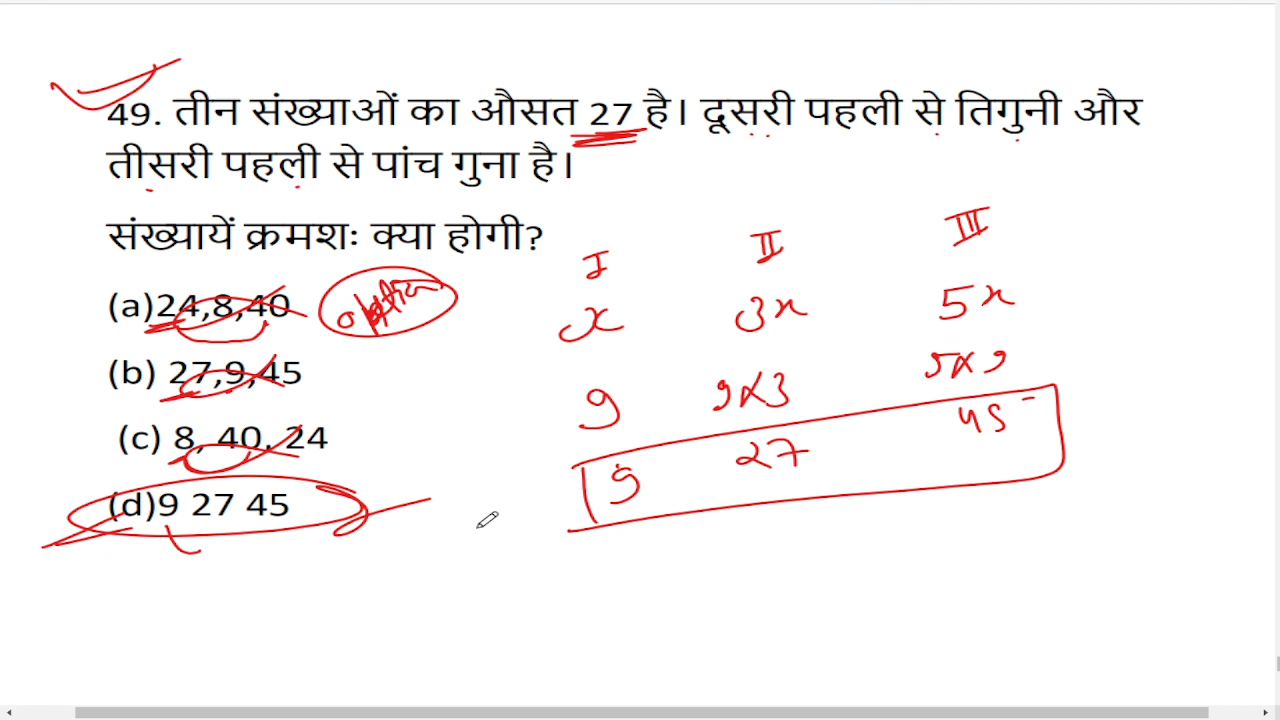 49. तीन संख्याओं का औसत 27 है। दूसरी पहली से तिगुनी और
तीसरी पहली से पांच गुना है।
संख्यायें क्रमशः क्या होगी?
(a)24,8,40 option
(b) 27,9,45
(c) 8, 40, 24
(d)9 27 45
I II III
x 3x 5x
9 9x3 5x9
45
9 27